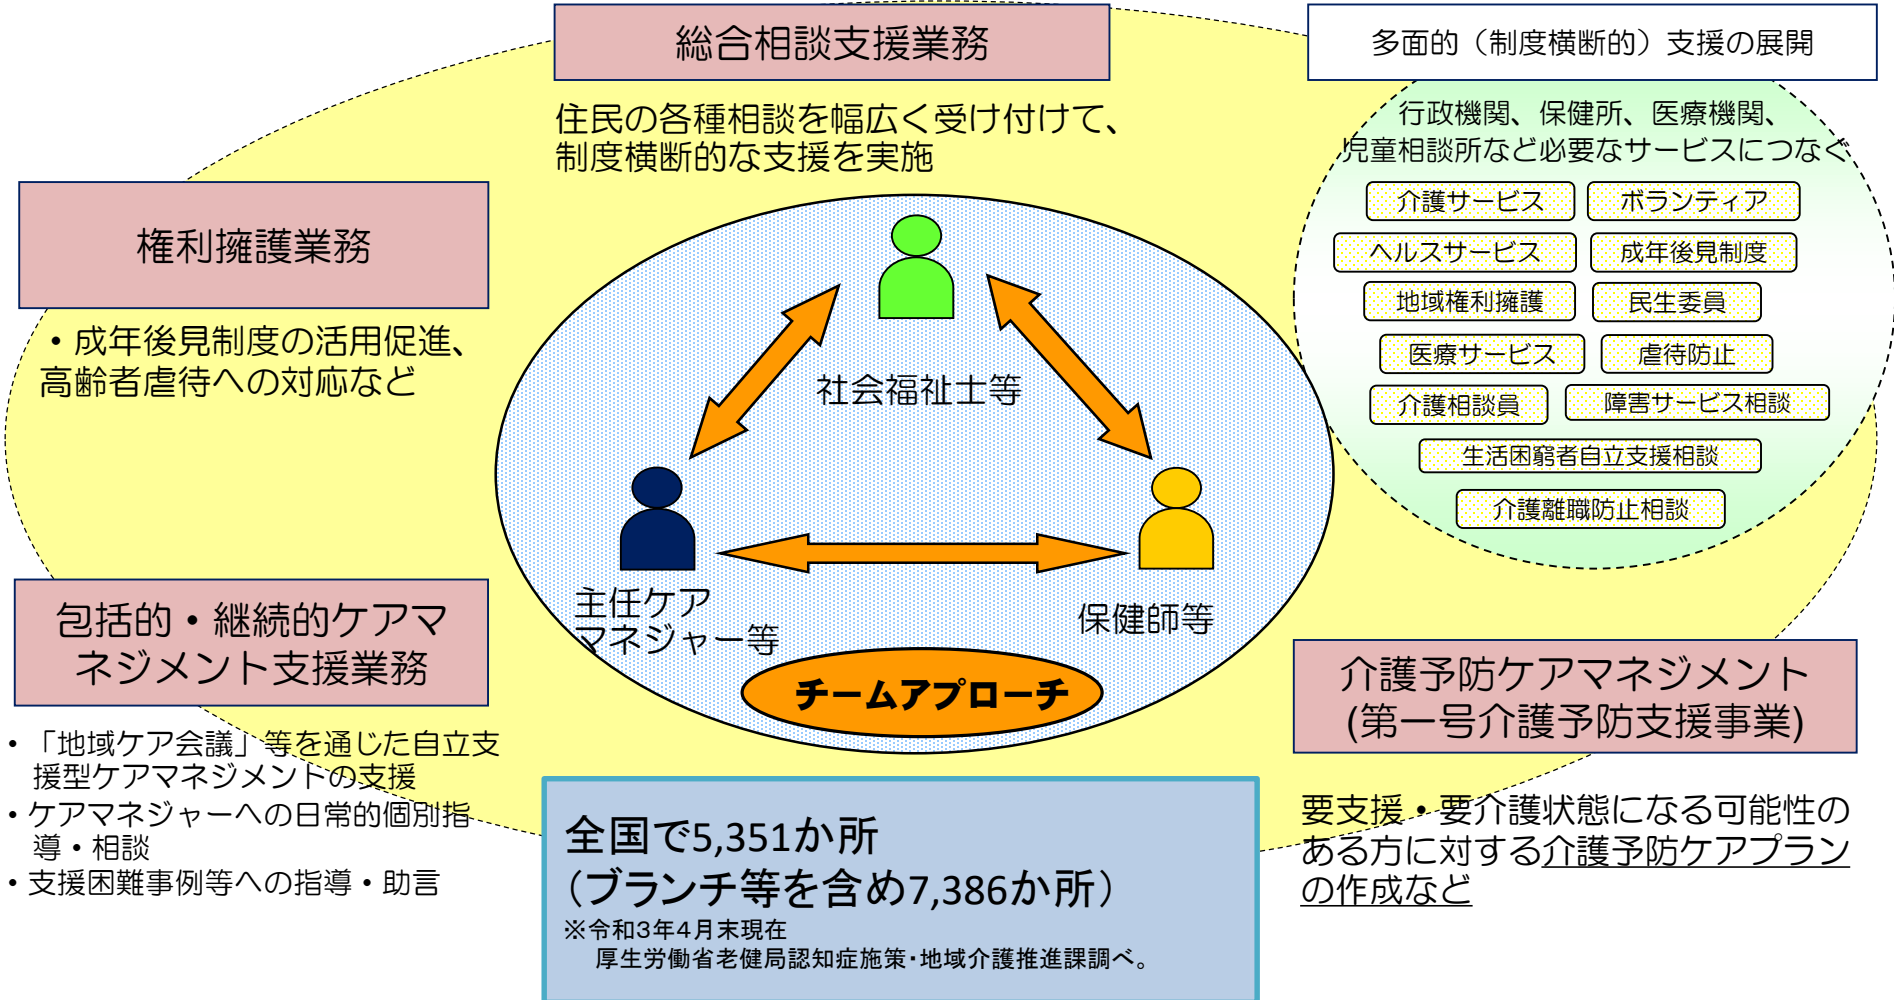 総合相談支援業務
住民の各種相談を幅広く受け付けて、
制度横断的な支援を実施
多面的（制度横断的）支援の展開
行政機関、保健所、医療機関、
児童相談所など必要なサービスにつなぐ
介護サービス
ボランティア
ヘルスサービス
成年後見制度
地域権利擁護
民生委員
医療サービス
虐待防止
介護相談員
障害サービス相談
生活困窮者自立支援相談
介護離職防止相談
権利擁護業務
・成年後見制度の活用促進、
高齢者虐待への対応など
社会福祉士等
主任ケア
マネジャー等
保健師等
チームアプローチ
包括的・継続的ケアマ
ネジメント支援業務
・「地域ケア会議」等を通じた自立支
援型ケアマネジメントの支援
・ケアマネジャーへの日常的個別指
導・相談
・支援困難事例等への指導・助言
全国で5,351か所
（ブランチ等を含め7,386か所）
※令和3年4月末現在
厚生労働省老健局認知症施策・地域介護推進課調べ。
介護予防ケアマネジメント
(第一号介護予防支援事業)
要支援・要介護状態になる可能性の
ある方に対する介護予防ケアプラン
の作成など